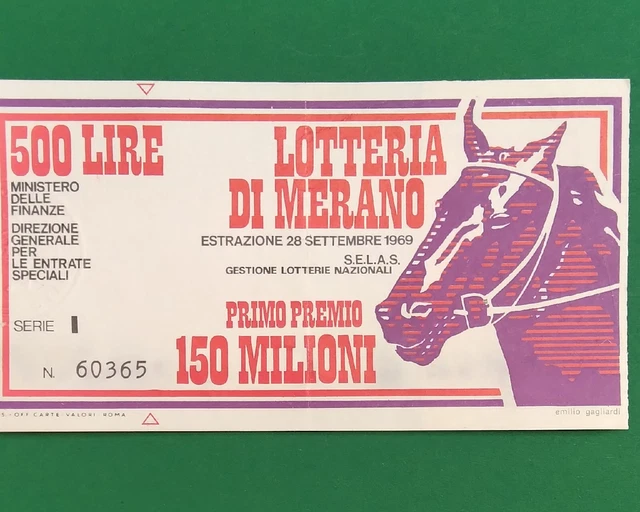 500 LIRE
MINISTERO
DELLE
FINANZE
DIREZIONE
GENERALE
PER
LE ENTRATE
SPECIALI
SERIE I
N. 60365
LOTTERIA
DI MERANO
ESTRAZIONE 28 SETTEMBRE 1969
S.E.L.A.S.
GESTIONE LOTTERIE NAZIONALI
PRIMO PREMIO
150 MILIONI
CARTE VALORI ROMA
emilio gagliardi